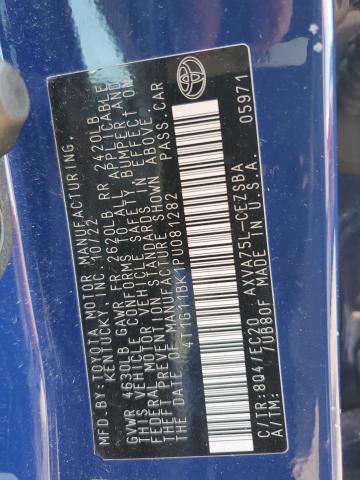 MFD. BY: TOYOTA MOTOR MANUFACTURING,
KENTUCKY, INC. 10/22
GVWR 4630LB GAWR FR 2620LB RR 2420LB
THIS VEHICLE CONFORMS TO ALL APPLICABLE
FEDERAL MOTOR VEHICLE SAFETY, BUMPER, AND
THEFT PREVENTION STANDARDS IN EFFECT ON
THE DATE OF MANUFACTURE SHOWN ABOVE.
4T1G11BK1PU081282 PASS. CAR
C/TR: 8Q4/EC20 AXVA75L-CEZSBA
A/TM: /UB80F MADE IN U.S.A. 05971